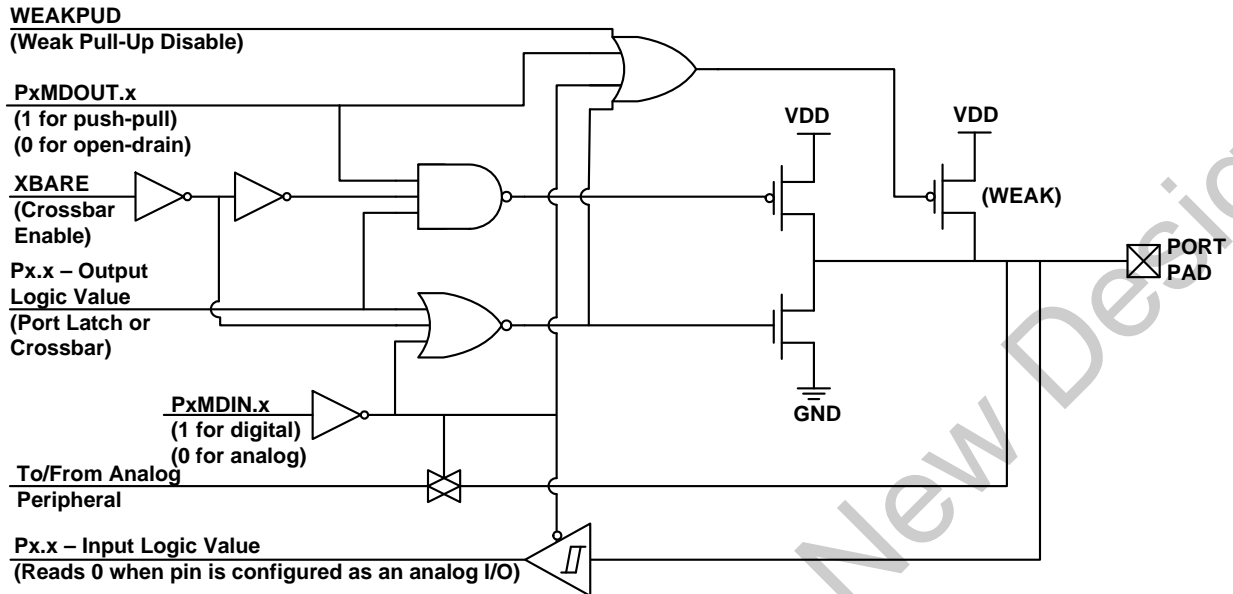 WEAKPUD
(Weak Pull-Up Disable)
PxMDOUT.x
(1 for push-pull)
(0 for open-drain)
XBARE
(Crossbar
Enable)
Px.x – Output
Logic Value
(Port Latch or
Crossbar)
PxMDIN.x
(1 for digital)
(0 for analog)
To/From Analog
Peripheral
Px.x – Input Logic Value
(Reads 0 when pin is configured as an analog I/O)
VDD
VDD
(WEAK)
PORT
PAD
GND
New